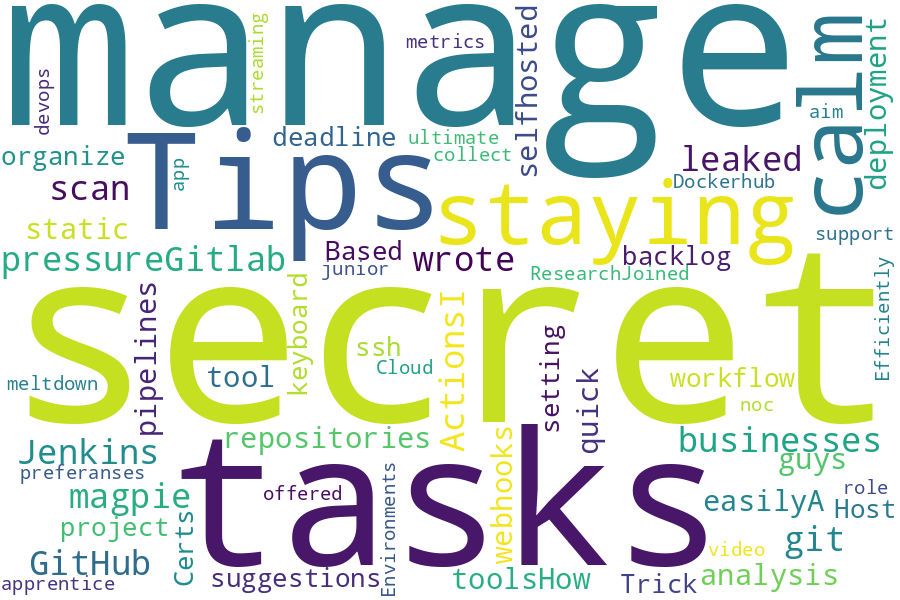 manage
devops
streaming
metrics
selfhosted
calm
aim
deployment
Tips
deadline
ultimate
collect
organize
app
leaked
scan
Dockerhub
staying
static
support
pressureGitlab
Based
junior
wrote
backlog
ResearchJoined
Efficiently
secret
keyboard
pipelines
ActionsI
ssh
Cloud
setting
quick
meltdown
tool
workflow
noc
tasks
repositories
Jenkins
preferanses
businesses
guys
webhooks
magpie
offered
Environments
easilyA
role
Host
project
Certs
GitHub
git
video
apprentice
suggestions
toolsHow
Trick
analysis